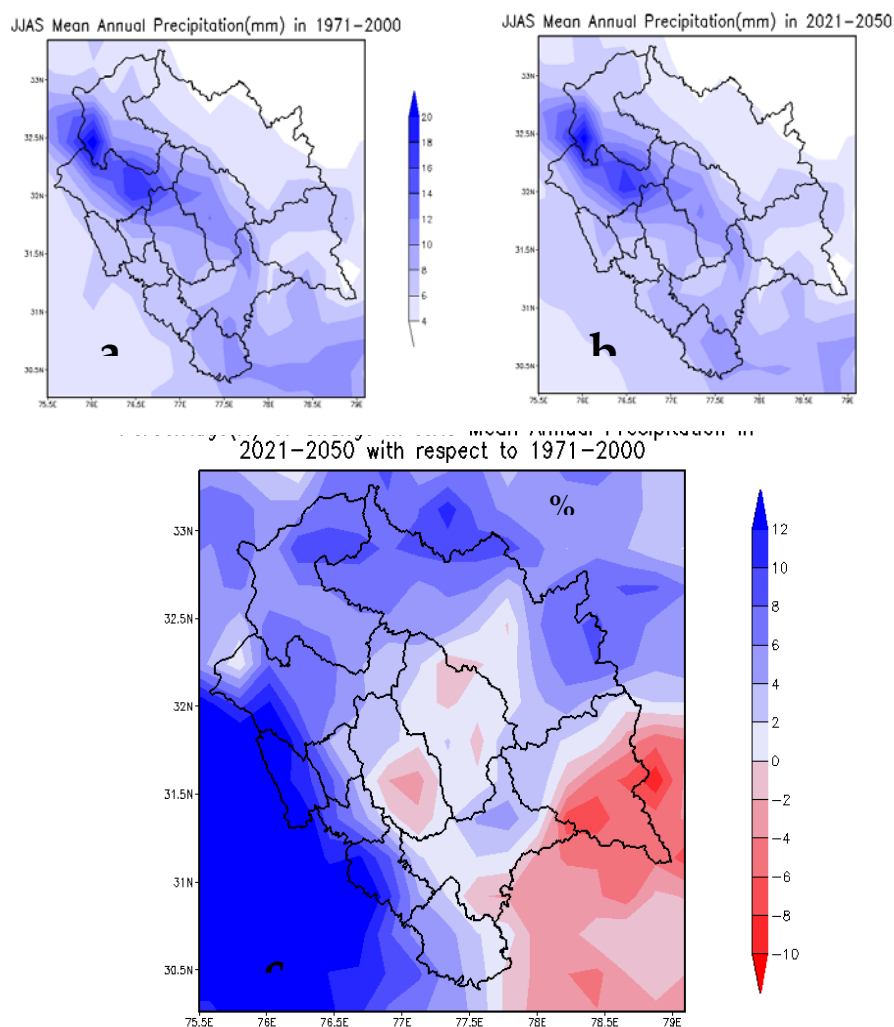 JJAS Mean Annual Precipitation(mm) in 1971-2000
33N
32.5N
32N
31.5N
31N
30.5N
75.5E 76E 76.5E 77E 77.5E 78E 78.5E 79E
a
20
18
16
14
12
10
8
6
4
JJAS Mean Annual Precipitation(mm) in 2021-2050
33N
32.5N
32N
31.5N
31N
30.5N
75.5E 76E 76.5E 77E 77.5E 78E 78.5E 79E
b
Mean Annual Precipitation in
2021-2050 with respect to 1971-2000
%
33N
32.5N
32N
31.5N
31N
30.5N
75.5E 76E 76.5E 77E 77.5E 78E 78.5E 79E
12
10
8
6
4
2
0
-2
-4
-6
-8
-10